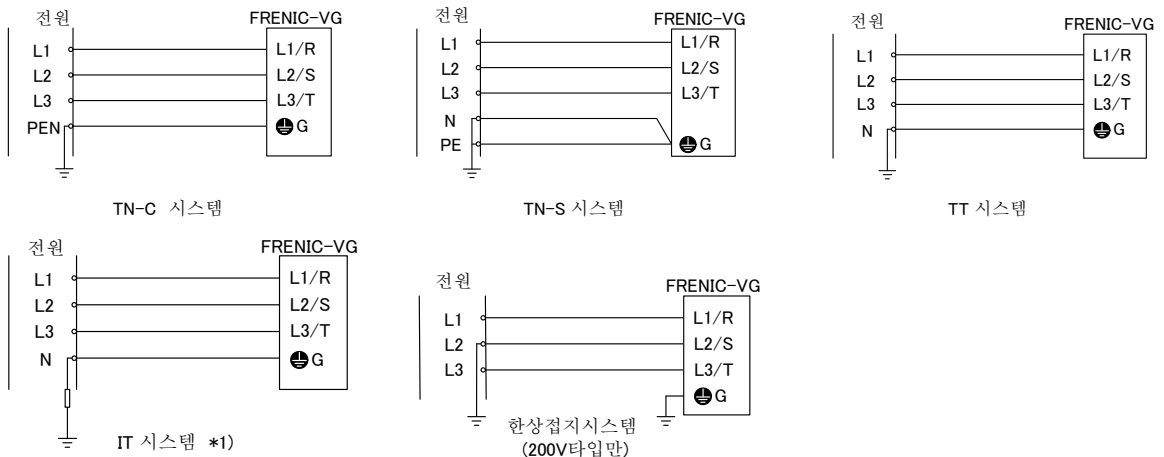 전원
FRENIC-VG
L1
L1/R
L2
L2/S
L3
L3/T
PEN
G
TN-C 시스템
전원
FRENIC-VG
L1
L1/R
L2
L2/S
L3
L3/T
N
PE
G
TN-S 시스템
전원
FRENIC-VG
L1
L1/R
L2
L2/S
L3
L3/T
N
G
TT 시스템
전원
FRENIC-VG
L1
L1/R
L2
L2/S
L3
L3/T
N
G
IT 시스템 *1)
전원
FRENIC-VG
L1
L1/R
L2
L2/S
L3
L3/T
G
한상접지시스템
(200V타입만)